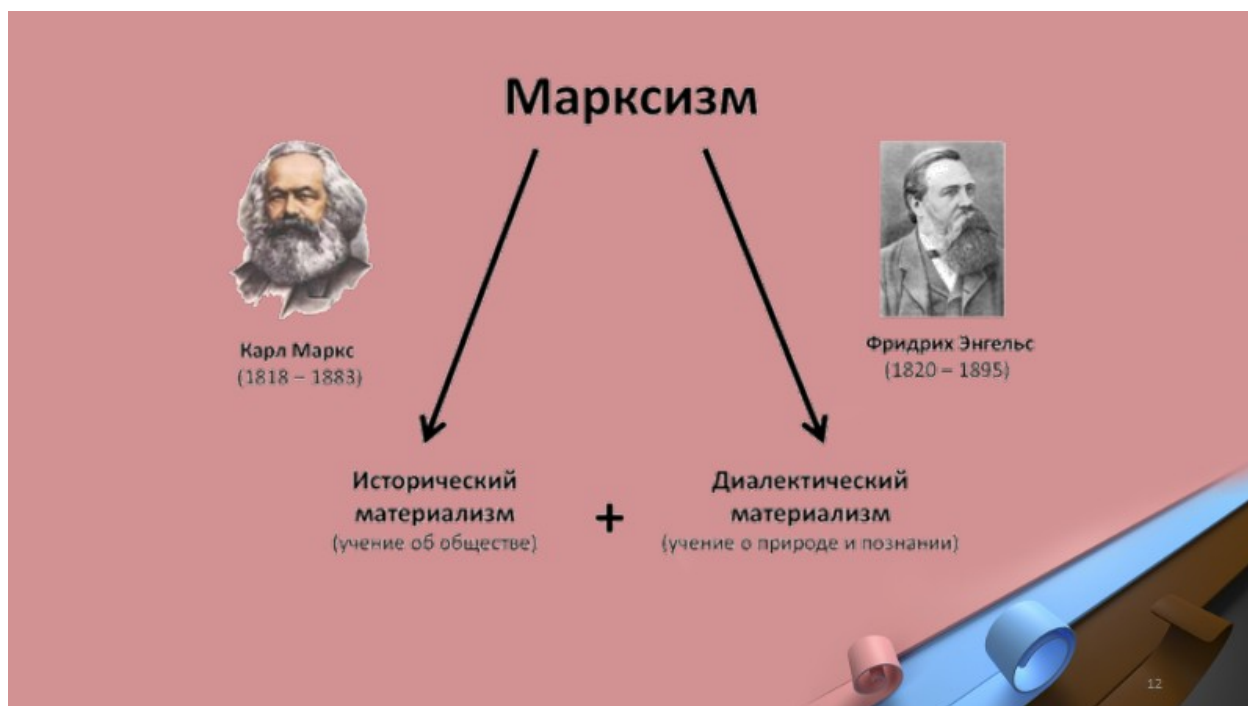 Марксизм
Карл Маркс
(1818 – 1883)
Фридрих Энгельс
(1820 – 1895)
Исторический
материализм
(учение об обществе)
+
Диалектический
материализм
(учение о природе и познании)
12